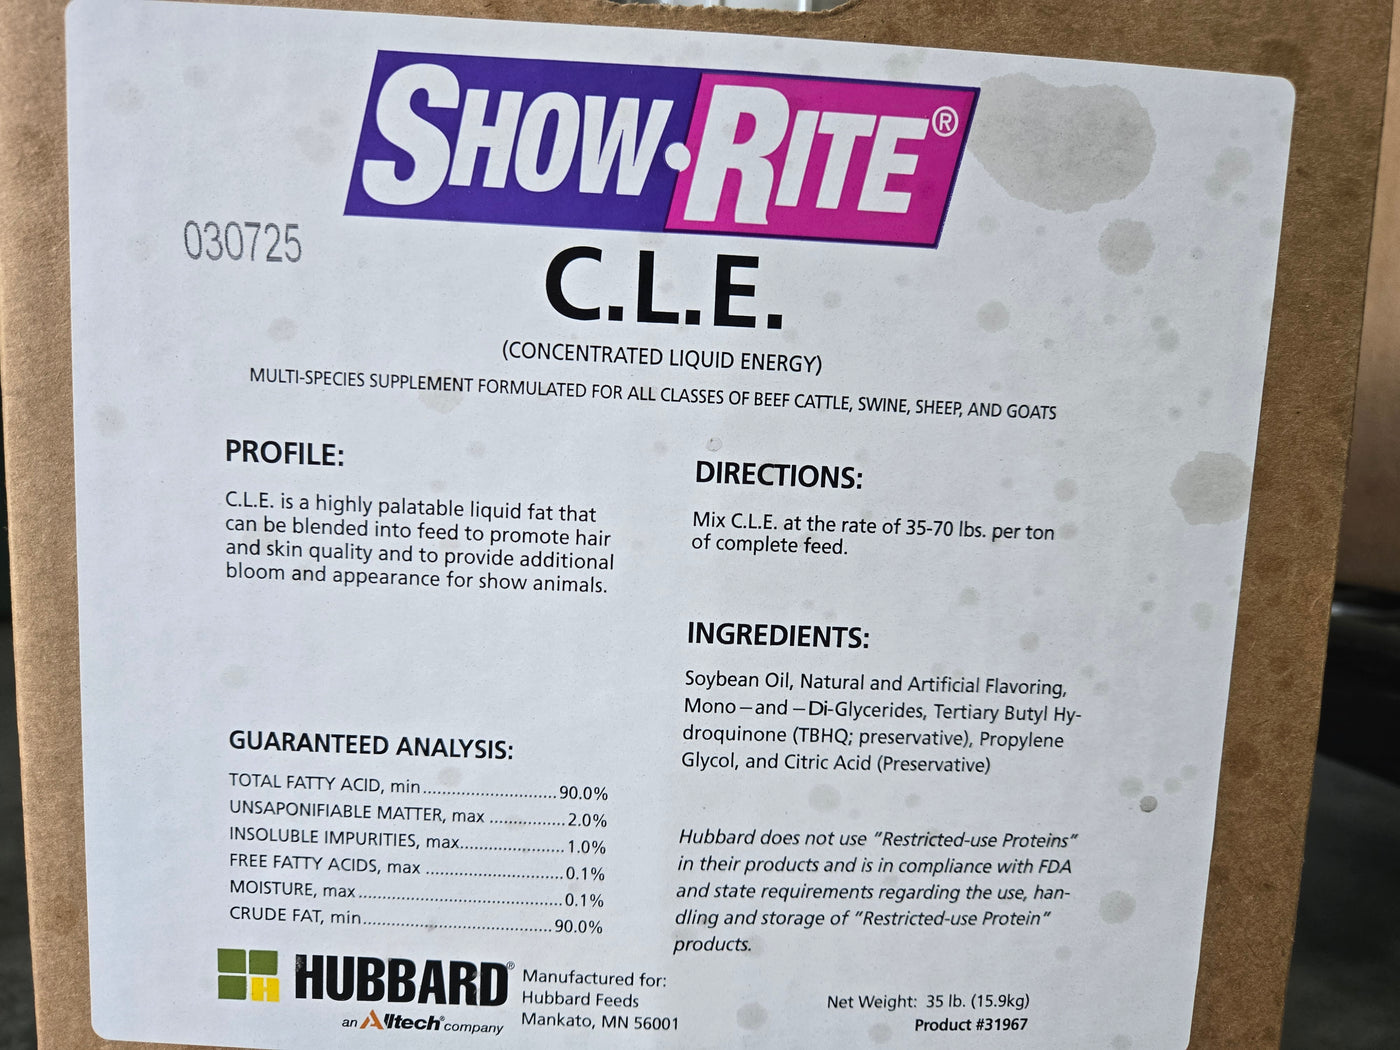 SHOW•RITE®
030725
C.L.E.
(CONCENTRATED LIQUID ENERGY)
MULTI-SPECIES SUPPLEMENT FORMULATED FOR ALL CLASSES OF BEEF CATTLE, SWINE, SHEEP, AND GOATS
PROFILE:
C.L.E. is a highly palatable liquid fat that
can be blended into feed to promote hair
and skin quality and to provide additional
bloom and appearance for show animals.
DIRECTIONS:
Mix C.L.E. at the rate of 35-70 lbs. per ton
of complete feed.
INGREDIENTS:
Soybean Oil, Natural and Artificial Flavoring,
Mono—and—Di-Glycerides, Tertiary Butyl Hy-
droquinone (TBHQ; preservative), Propylene
Glycol, and Citric Acid (Preservative)
GUARANTEED ANALYSIS:
TOTAL FATTY ACID, min..............................90.0%
UNSAPONIFIABLE MATTER, max .................2.0%
INSOLUBLE IMPURITIES, max.......................1.0%
FREE FATTY ACIDS, max ..............................0.1%
MOISTURE, max............................................0.1%
CRUDE FAT, min..........................................90.0%
Hubbard does not use "Restricted-use Proteins"
in their products and is in compliance with FDA
and state requirements regarding the use, han-
dling and storage of "Restricted-use Protein"
products.
HUBBARD®
an Alltech® company
Manufactured for:
Hubbard Feeds
Mankato, MN 56001
Net Weight: 35 lb. (15.9kg)
Product #31967